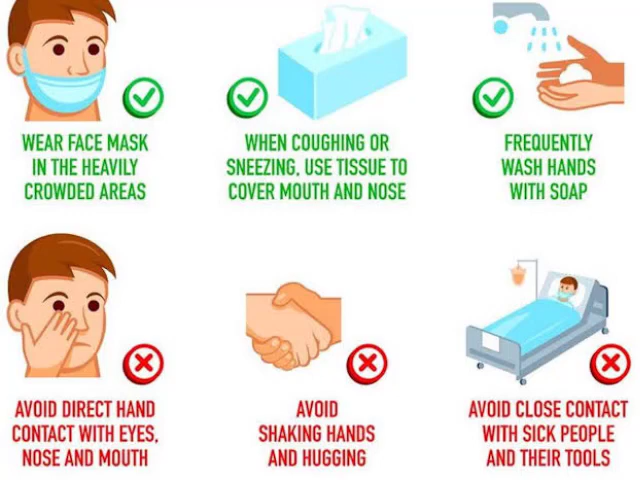 WEAR FACE MASK
IN THE HEAVILY
CROWDED AREAS
WHEN COUGHING OR
SNEEZING, USE TISSUE TO
COVER MOUTH AND NOSE
FREQUENTLY
WASH HANDS
WITH SOAP
AVOID DIRECT HAND
CONTACT WITH EYES,
NOSE AND MOUTH
AVOID
SHAKING HANDS
AND HUGGING
AVOID CLOSE CONTACT
WITH SICK PEOPLE
AND THEIR TOOLS